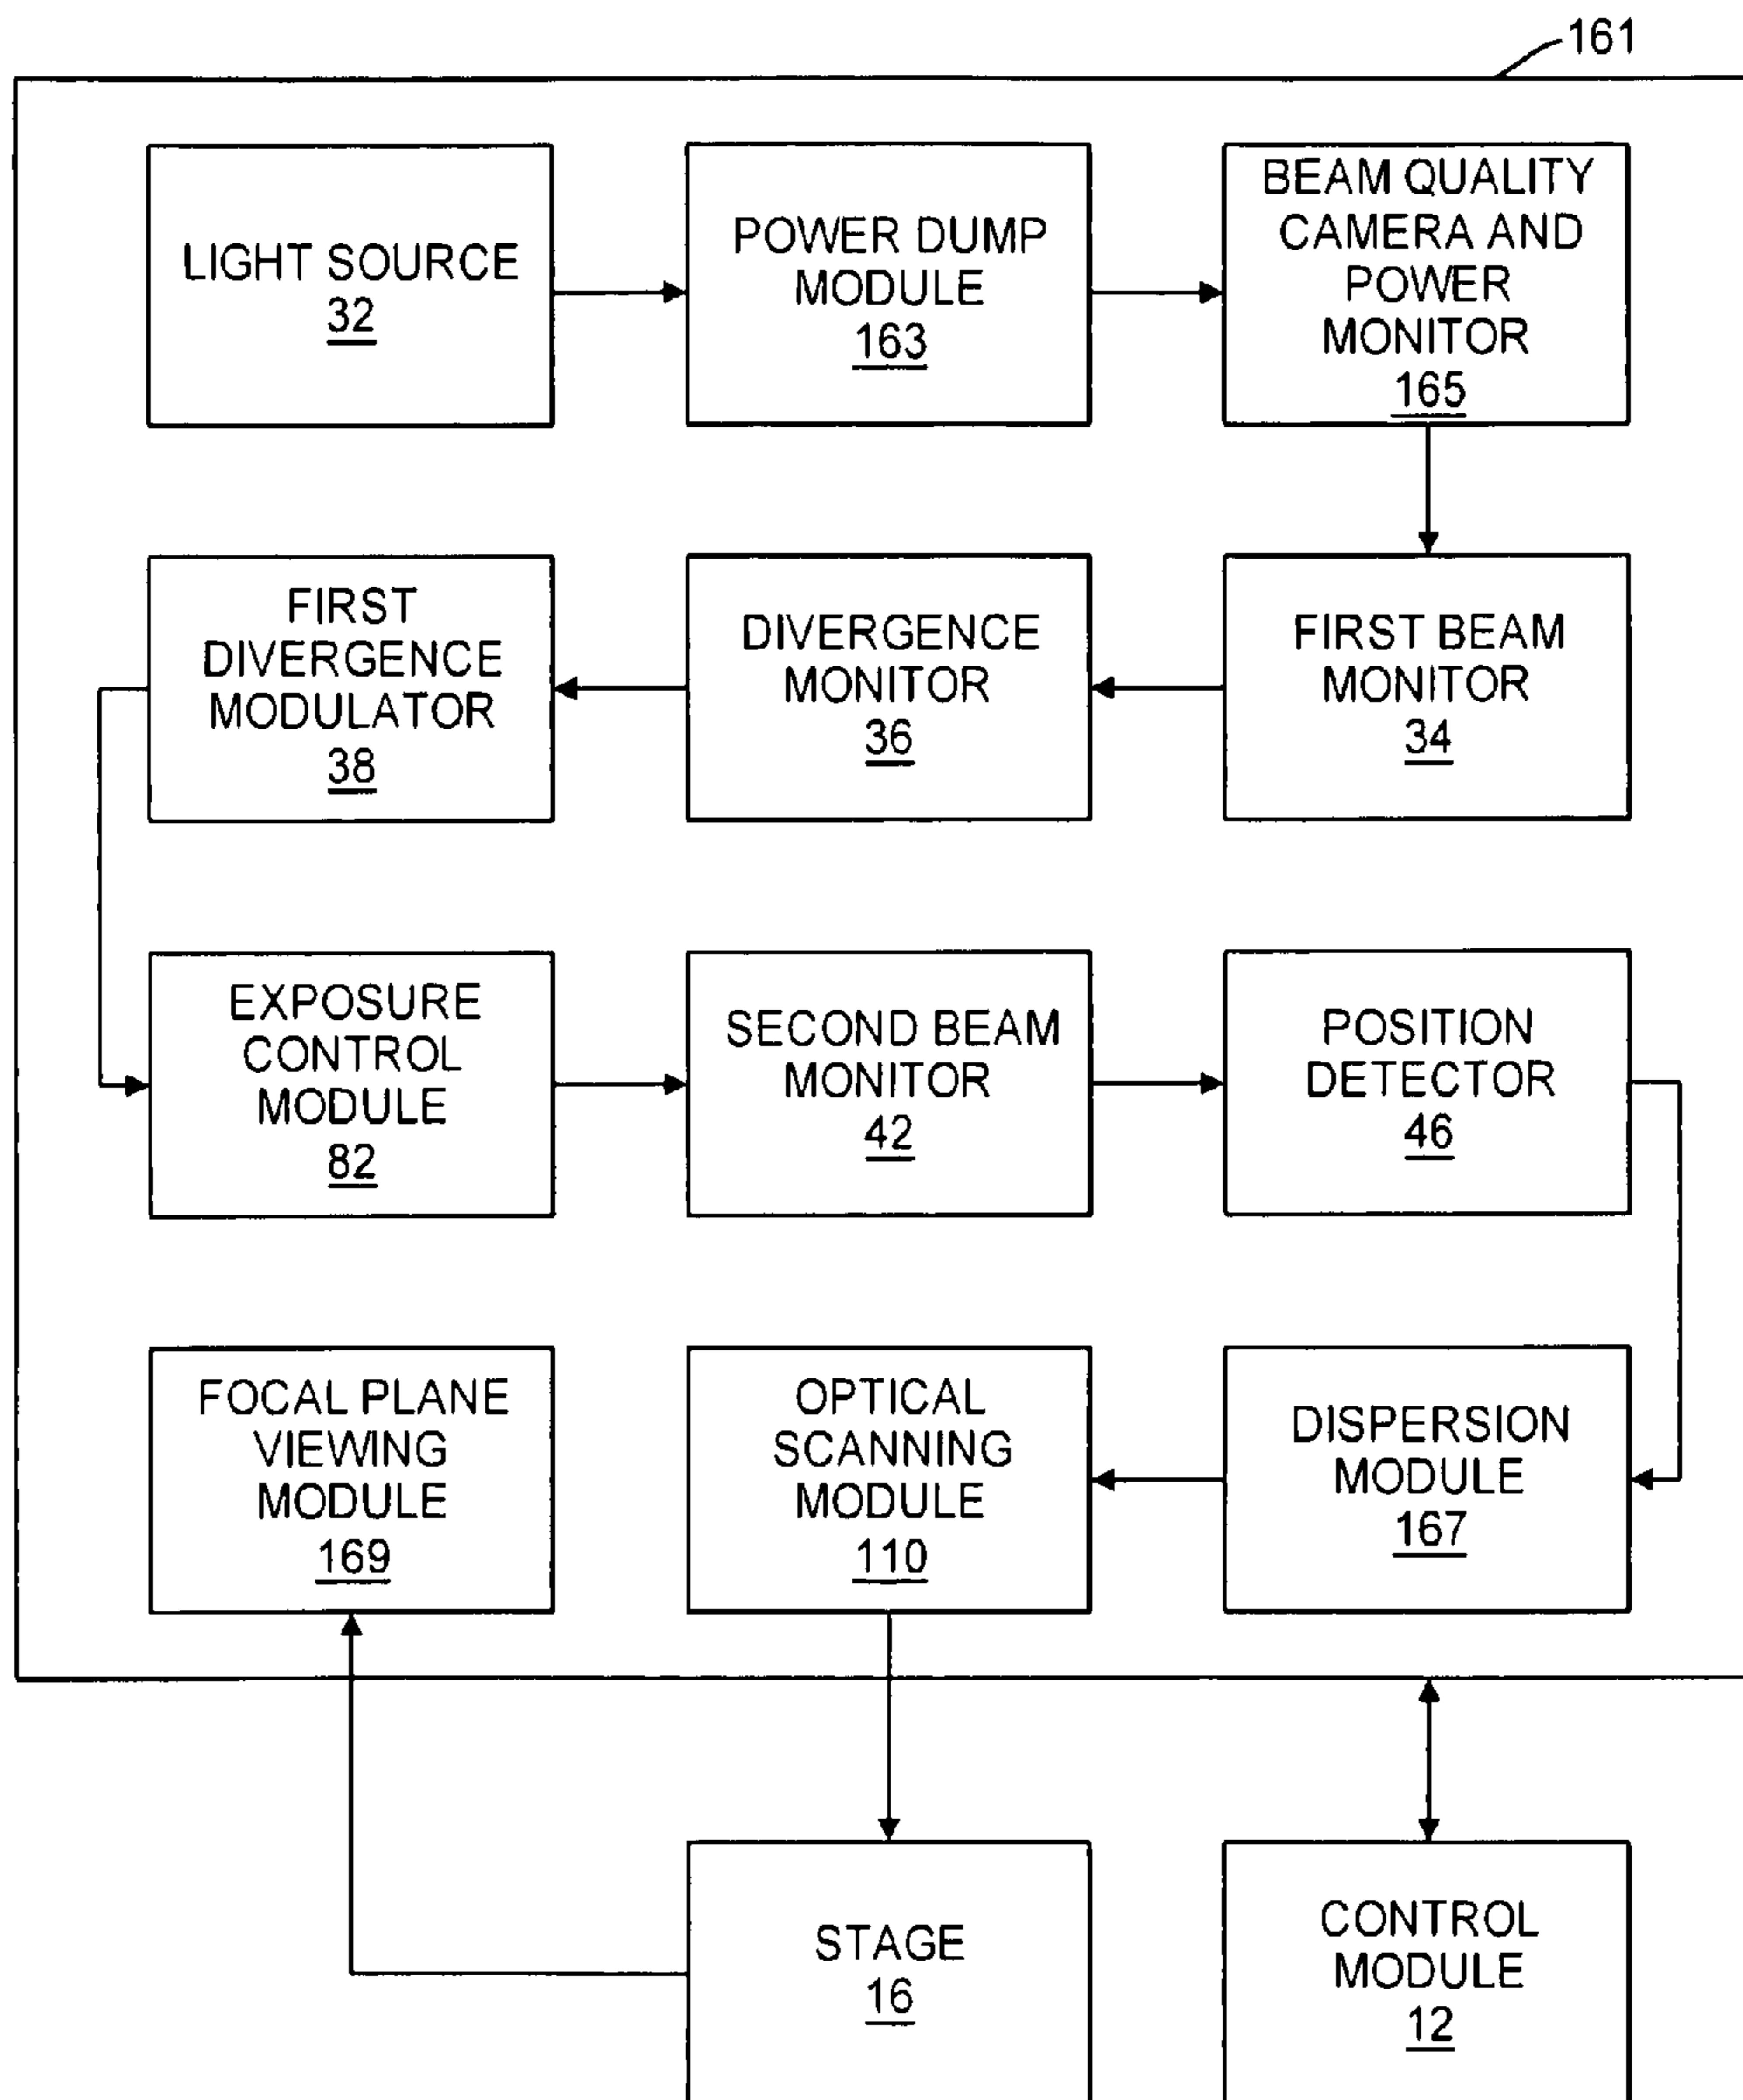 161
LIGHT SOURCE
32
POWER DUMP
MODULE
163
BEAM QUALITY
CAMERA AND
POWER
MONITOR
165
FIRST
DIVERGENCE
MODULATOR
38
DIVERGENCE
MONITOR
36
FIRST BEAM
MONITOR
34
EXPOSURE
CONTROL
MODULE
82
SECOND BEAM
MONITOR
42
POSITION
DETECTOR
46
FOCAL PLANE
VIEWING
MODULE
169
OPTICAL
SCANNING
MODULE
110
DISPERSION
MODULE
167
STAGE
16
CONTROL
MODULE
12